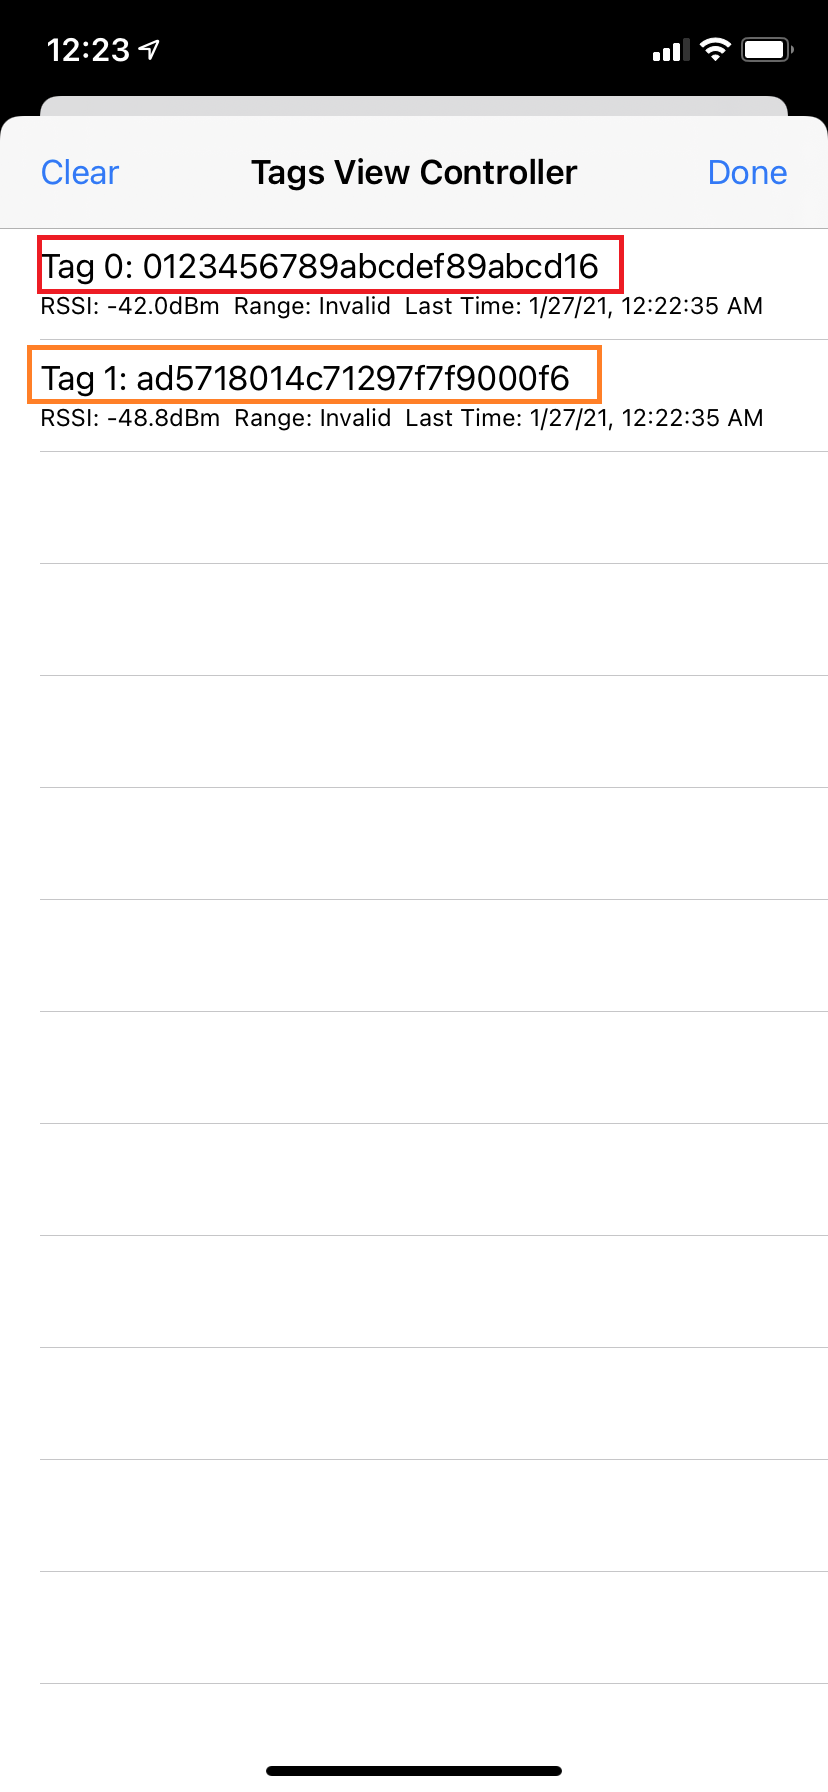 12:23
Clear Tags View Controller Done
Tag 0: 0123456789abcdef89abcd16
RSSI: -42.0dBm Range: Invalid Last Time: 1/27/21, 12:22:35 AM
Tag 1: ad5718014c71297f7f9000f6
RSSI: -48.8dBm Range: Invalid Last Time: 1/27/21, 12:22:35 AM